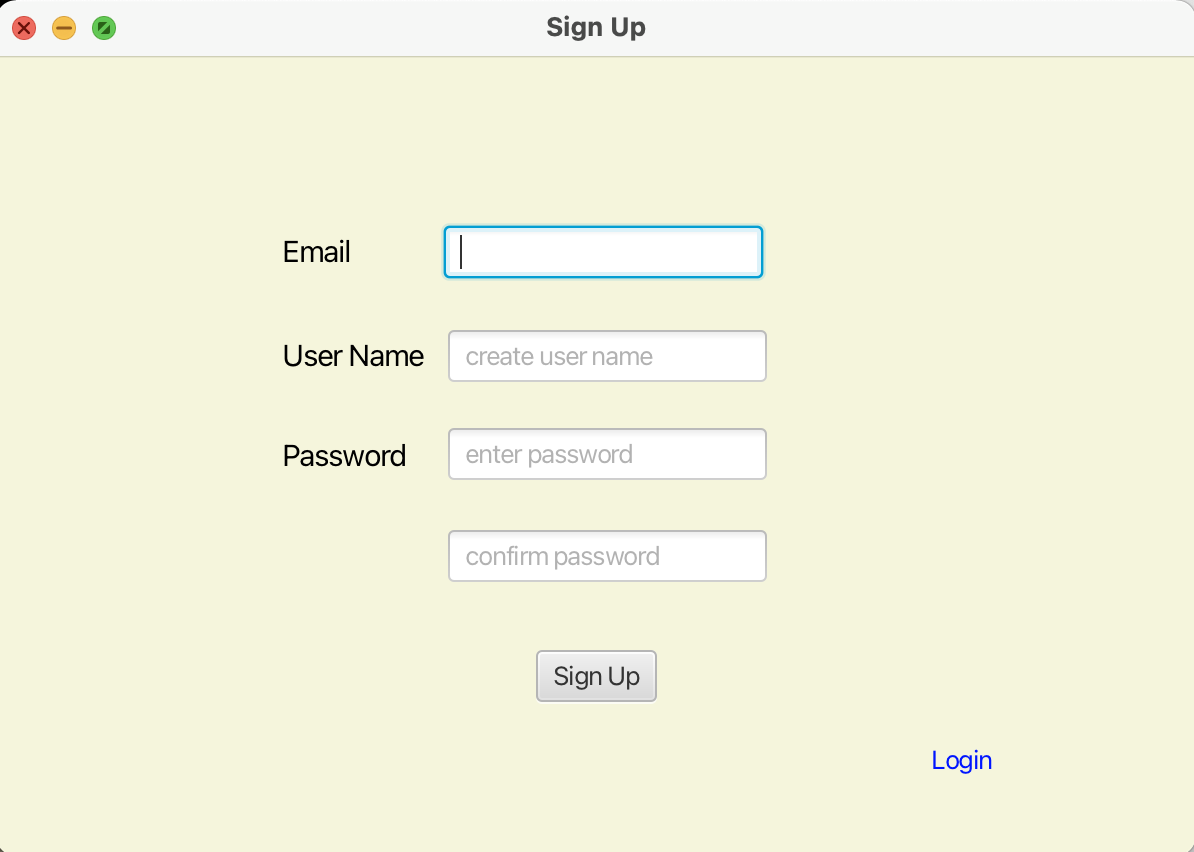 Sign Up
Email
User Name
create user name
Password
enter password
confirm password
Sign Up
Login